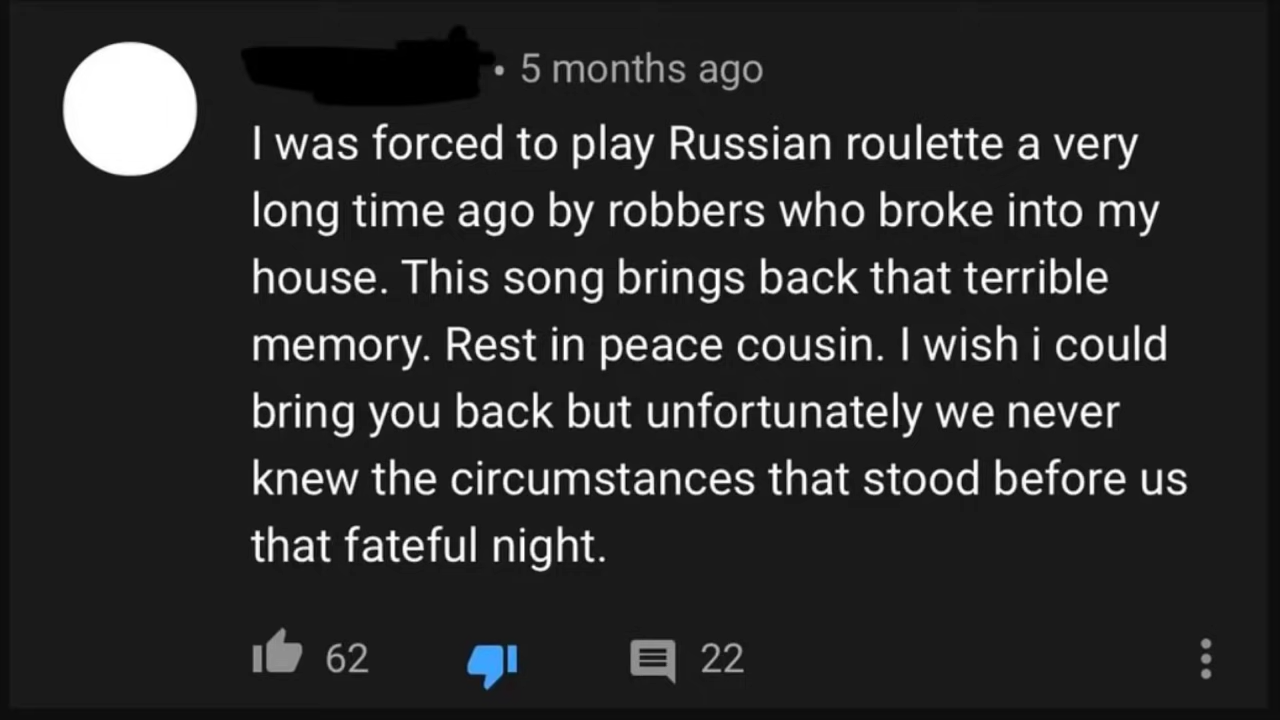 • 5 months ago
I was forced to play Russian roulette a very
long time ago by robbers who broke into my
house. This song brings back that terrible
memory. Rest in peace cousin. I wish i could
bring you back but unfortunately we never
knew the circumstances that stood before us
that fateful night.
62 22